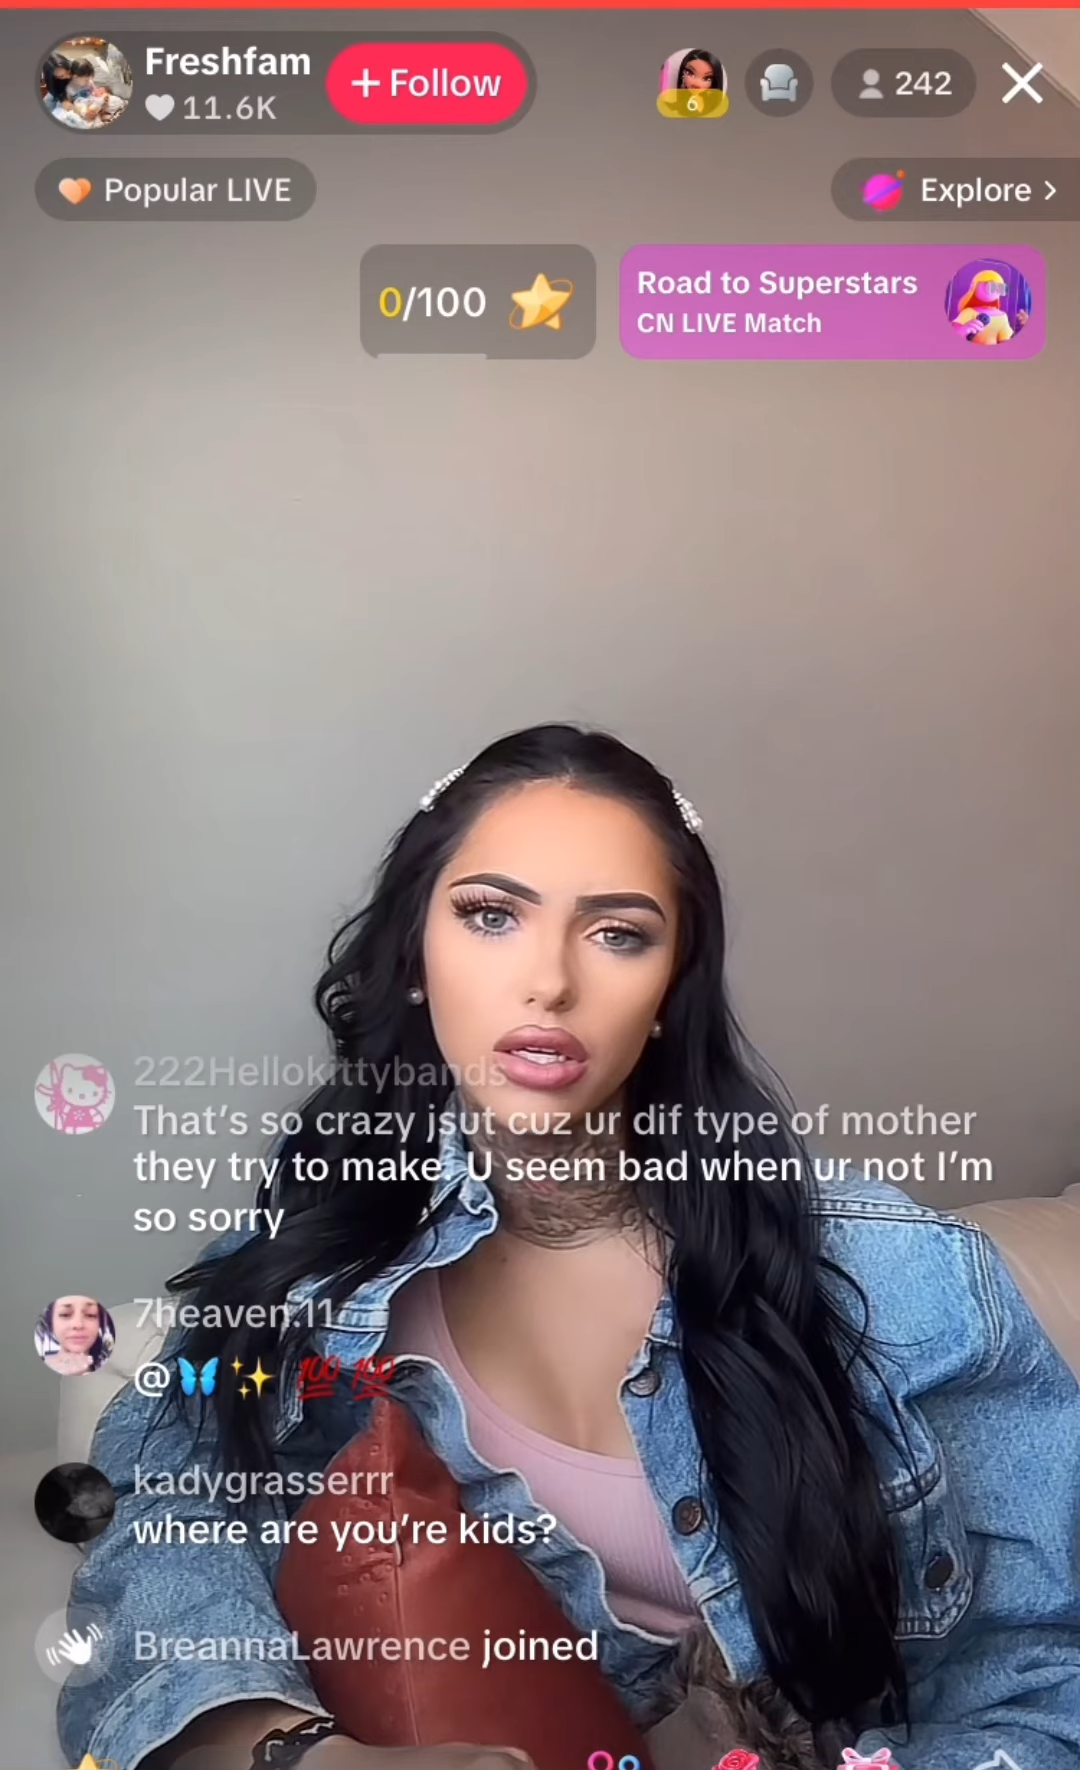 Freshfam
11.6K
+ Follow
6
242
Popular LIVE
Explore >
0/100
Road to Superstars
CN LIVE Match
222Hellokittybands
That's so crazy jsut cuz ur dif type of mother
they try to make. U seem bad when ur not I'm
so sorry
7heaven.11
@🦋✨ 💯💯
kadygrasserrr
where are you're kids?
BreannaLawrence joined